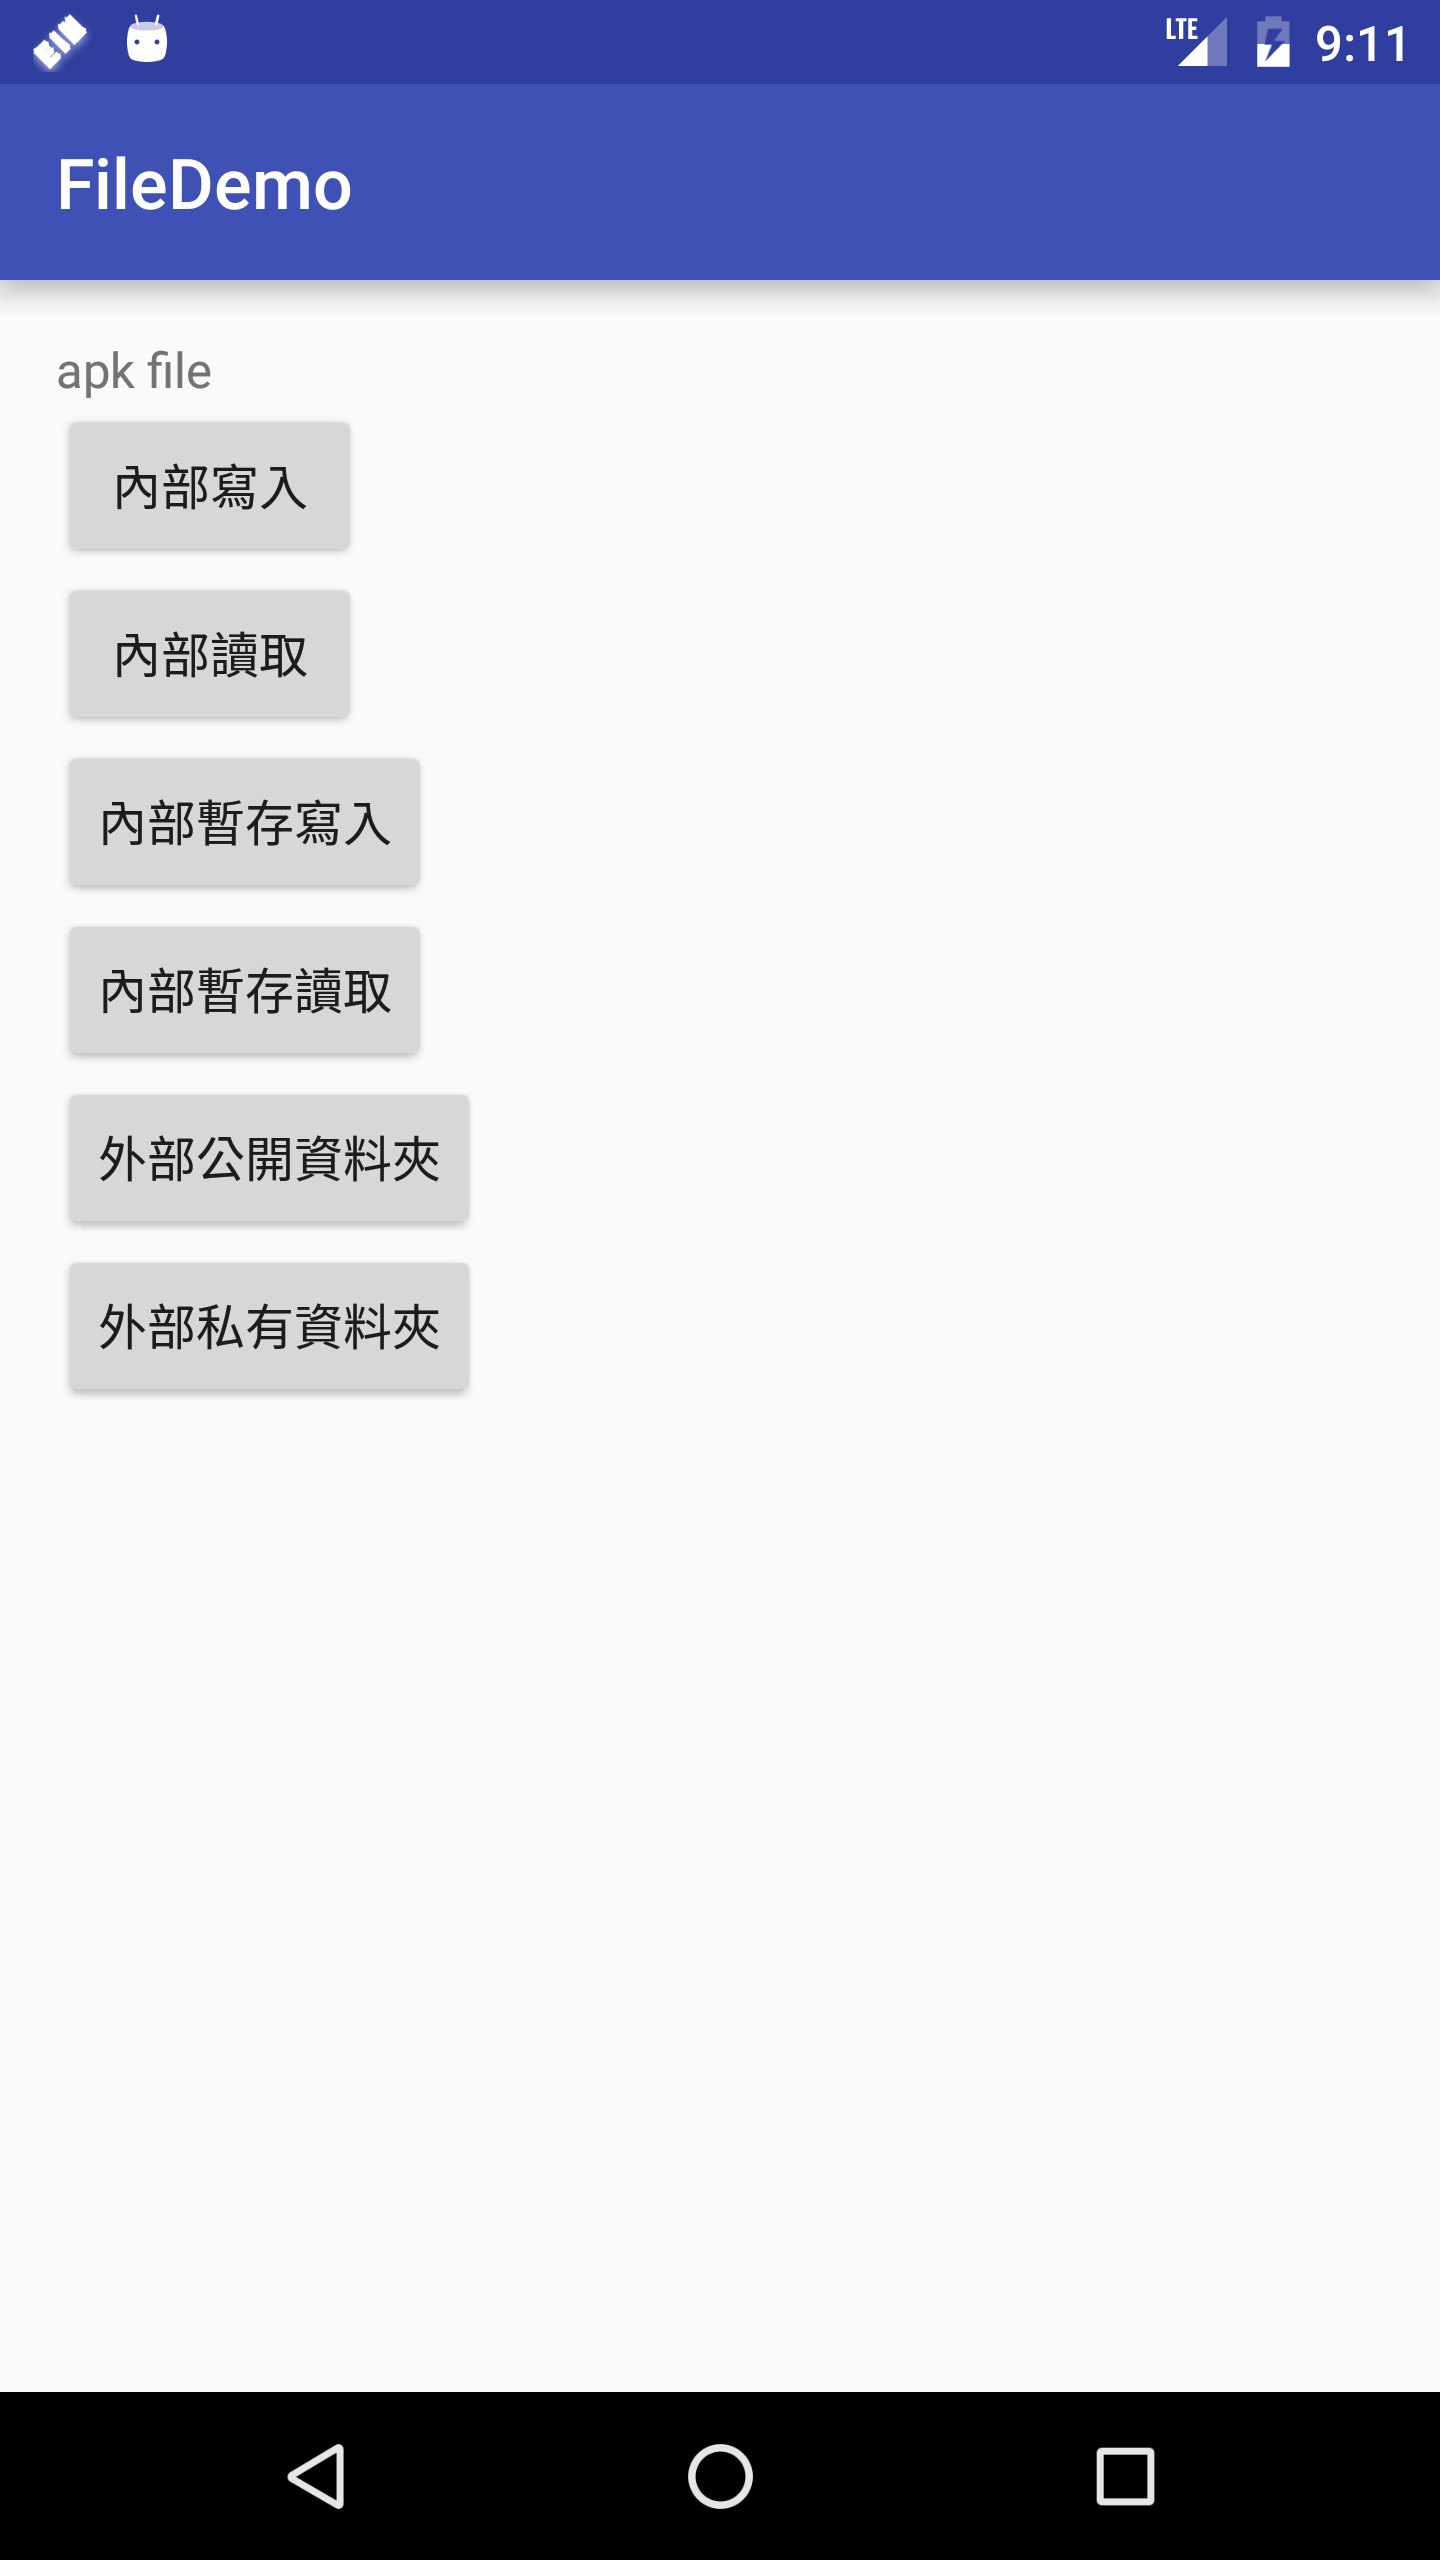 LTE 9:11
FileDemo
apk file
內部寫入
內部讀取
內部暫存寫入
內部暫存讀取
外部公開資料夾
外部私有資料夾